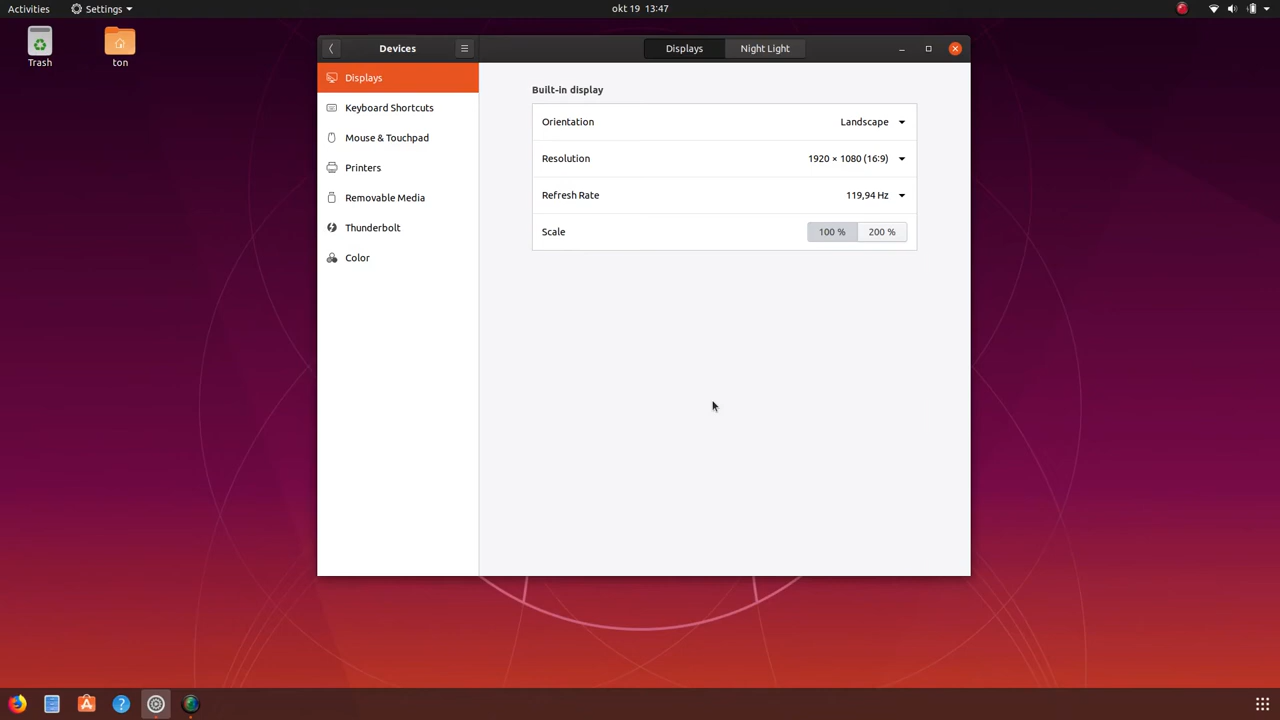 Activities
Settings
okt 19 13:47
Trash
ton
Devices
Displays
Night Light
Displays
Keyboard Shortcuts
Mouse & Touchpad
Printers
Removable Media
Thunderbolt
Color
Built-in display
Orientation Landscape
Resolution 1920 × 1080 (16:9)
Refresh Rate 119,94 Hz
Scale 100 % 200 %